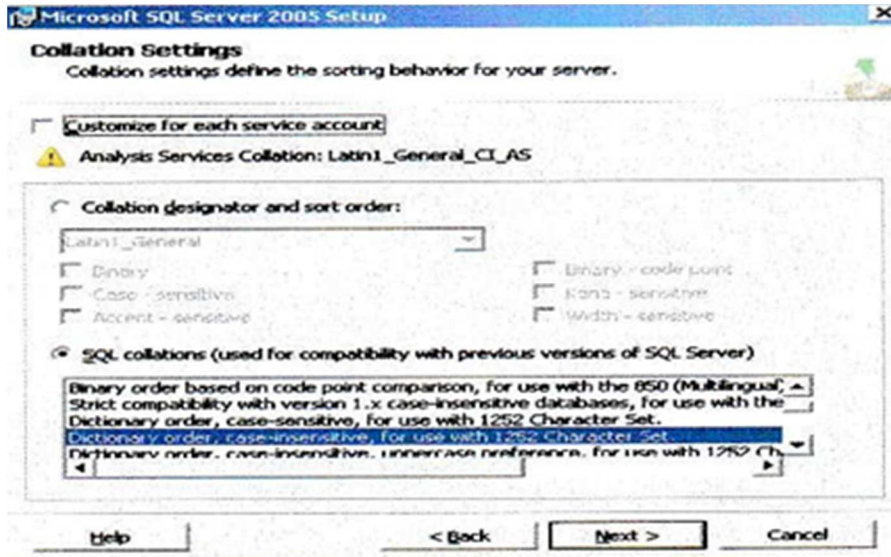 Microsoft SQL Server 2005 Setup
Collation Settings
Collation settings define the sorting behavior for your server.
Customize for each service account
Analysis Services Collation: Latin1_General_CI_AS
Collation designator and sort order:
Latin1_General
Binary
Binary - code point
Case - sensitive
Kana - sensitive
Accent - sensitive
Width - sensitive
SQL collations (used for compatibility with previous versions of SQL Server)
Binary order based on code point comparison, for use with the 850 (Multilingual)
Strict compatibility with version 1.x case-insensitive databases, for use with the
Dictionary order, case-sensitive, for use with 1252 Character Set.
Dictionary order, case-insensitive, for use with 1252 Character Set.
Dictionary order, case-insensitive, uppercase preference, for use with 1252 Ch
Help
< Back
Next >
Cancel